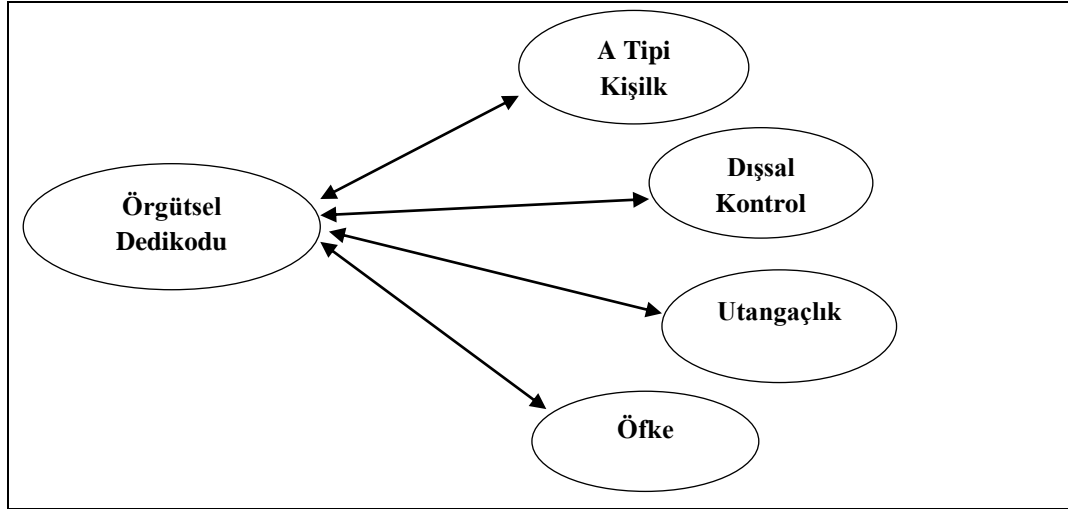 A Tipi
Kişilk
Dışsal
Kontrol
Örgütsel
Dedikodu
Utangaçlık
Öfke